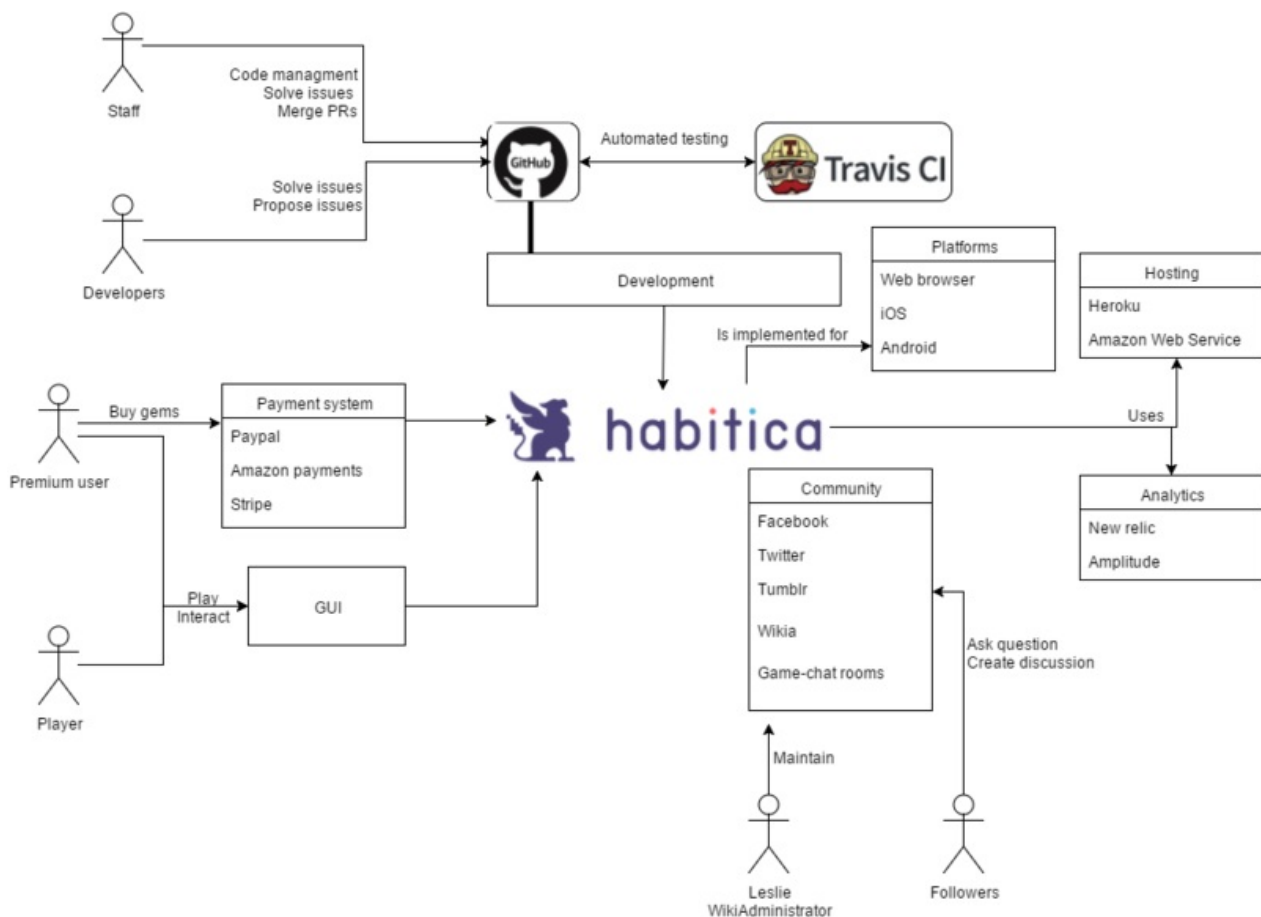 Staff
Code managment
Solve issues
Merge PRs
GitHub
Automated testing
Travis CI
Solve issues
Propose issues
Developers
Development
Platforms
Web browser
iOS
Android
Hosting
Heroku
Amazon Web Service
Is implemented for
Premium user
Buy gems
Payment system
Paypal
Amazon payments
Stripe
habitica
Uses
Analytics
New relic
Amplitude
Community
Facebook
Twitter
Tumblr
Wikia
Game-chat rooms
Play
Interact
GUI
Player
Ask question
Create discussion
Maintain
Leslie
WikiAdministrator
Followers